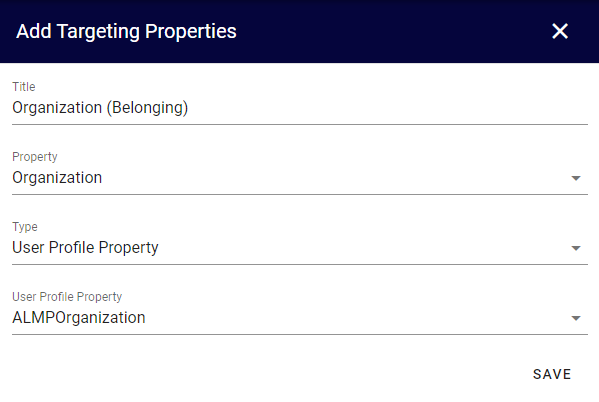 Add Targeting Properties
Title
Organization (Belonging)
Property
Organization
Type
User Profile Property
User Profile Property
ALMPOrganization
SAVE